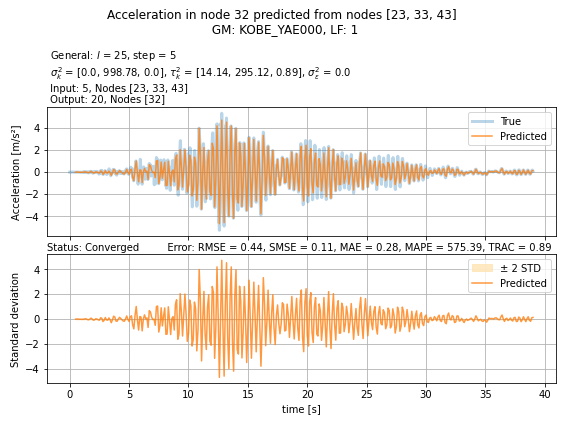 Acceleration in node 32 predicted from nodes [23, 33, 43]
GM: KOBE_YAE000, LF: 1
General: l = 25, step = 5
σ²ₖ = [0.0, 998.78, 0.0], τ²ₖ = [14.14, 295.12, 0.89], σ²ε = 0.0
Input: 5, Nodes [23, 33, 43]
Output: 20, Nodes [32]
Acceleration [m/s²]
4
2
0
−2
−4
True
Predicted
Status: Converged Error: RMSE = 0.44, SMSE = 0.11, MAE = 0.28, MAPE = 575.39, TRAC = 0.89
Standard deviation
4
2
0
−2
−4
± 2 STD
Predicted
0 5 10 15 20 25 30 35 40
time [s]